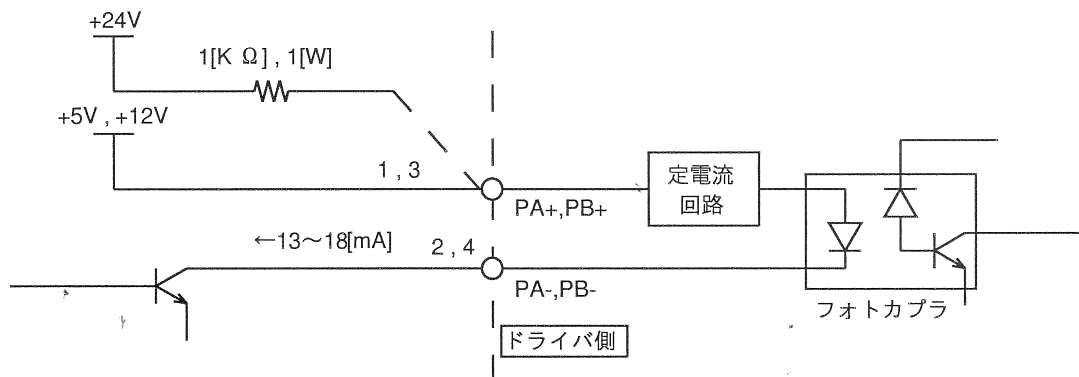 +24V
1[K Ω] , 1[W]
+5V , +12V
1 , 3
定電流
回路
PA+,PB+
←13～18[mA]
2 , 4
PA-,PB-
フォトカプラ
ドライバ側